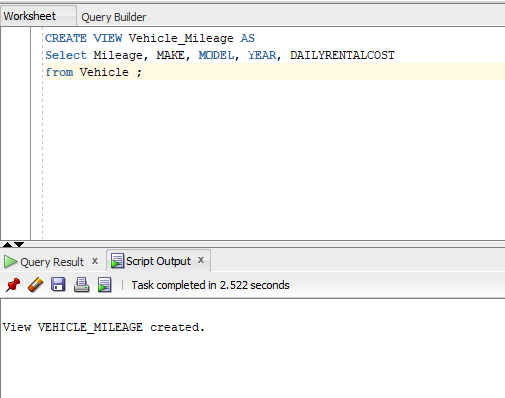 Worksheet Query Builder
CREATE VIEW Vehicle_Mileage AS
Select Mileage, MAKE, MODEL, YEAR, DAILYRENTALCOST
from Vehicle ;
Query Result x Script Output x
Task completed in 2.522 seconds
View VEHICLE_MILEAGE created.